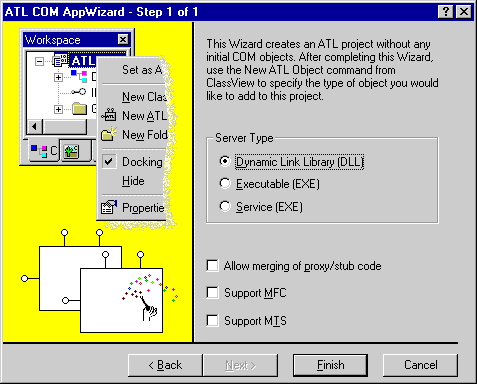 ATL COM AppWizard - Step 1 of 1
Workspace
ATL
Set as A
New Clas
New ATL
New Fold
Docking
Hide
Propertie
This Wizard creates an ATL project without any
initial COM objects. After completing this Wizard,
use the New ATL Object command from
ClassView to specify the type of object you would
like to add to this project.
Server Type
Dynamic Link Library (DLL)
Executable (EXE)
Service (EXE)
Allow merging of proxy/stub code
Support MFC
Support MTS
< Back
Next >
Finish
Cancel